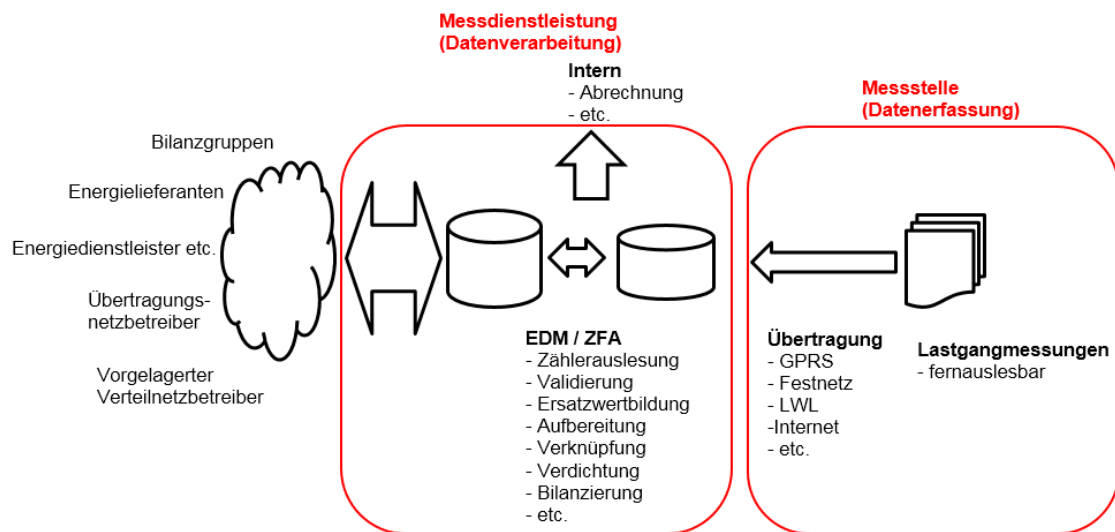 Messdienstleistung
(Datenverarbeitung)
Intern
- Abrechnung
- etc.
Messstelle
(Datenerfassung)
Bilanzgruppen
Energielieferanten
Energiedienstleister etc.
Übertragungs-
netzbetreiber
Vorgelagerter
Verteilnetzbetreiber
EDM / ZFA
- Zählerauslesung
- Validierung
- Ersatzwertbildung
- Aufbereitung
- Verknüpfung
- Verdichtung
- Bilanzierung
- etc.
Übertragung
- GPRS
- Festnetz
- LWL
-Internet
- etc.
Lastgangmessungen
- fernauslesbar